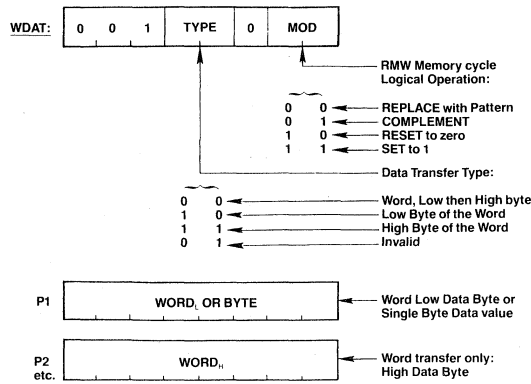 WDAT: 0 0 1 TYPE 0 MOD
RMW Memory cycle
Logical Operation:
0 0 REPLACE with Pattern
0 1 COMPLEMENT
1 0 RESET to zero
1 1 SET to 1
Data Transfer Type:
0 0 Word, Low then High byte
1 0 Low Byte of the Word
1 1 High Byte of the Word
0 1 Invalid
P1 WORDL OR BYTE Word Low Data Byte or
Single Byte Data value
P2 WORDH Word transfer only:
etc. High Data Byte